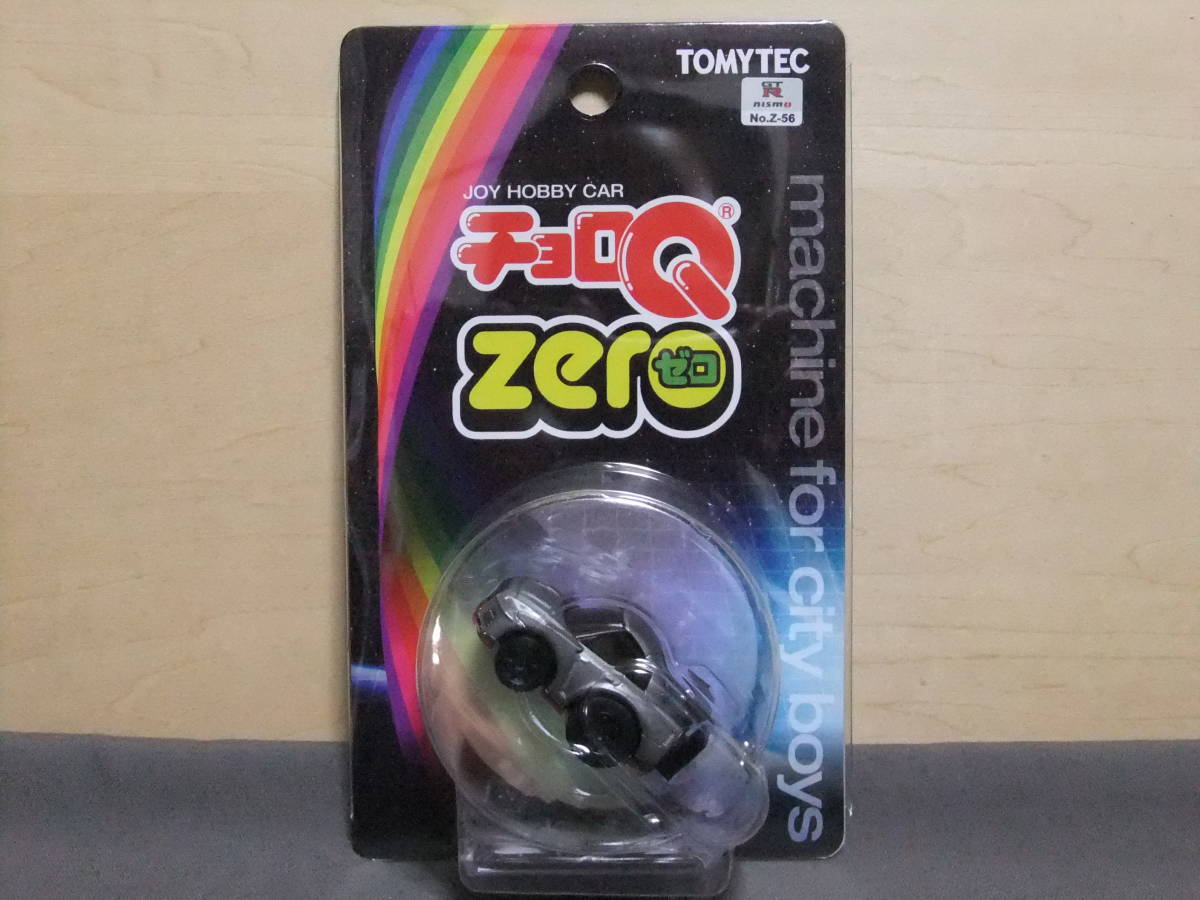 TOMYTEC
GT
R
nismo
No.Z-56
JOY HOBBY CAR
チョロQ®
zero
ゼロ
machine for city boys